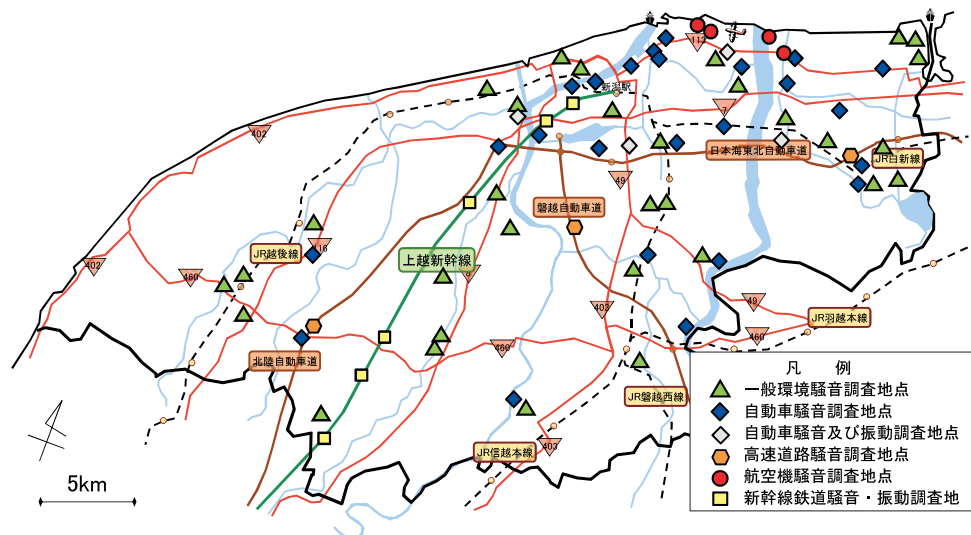 112
新潟駅
7
402
日本海東北自動車道
JR白新線
49
磐越自動車道
JR越後線
116
上越新幹線
402
460
8
49
403
JR羽越本線
460
460
北陸自動車道
JR磐越西線
403
JR信越本線
5km
凡 例
一般環境騒音調査地点
自動車騒音調査地点
自動車騒音及び振動調査地点
高速道路騒音調査地点
航空機騒音調査地点
新幹線鉄道騒音・振動調査地